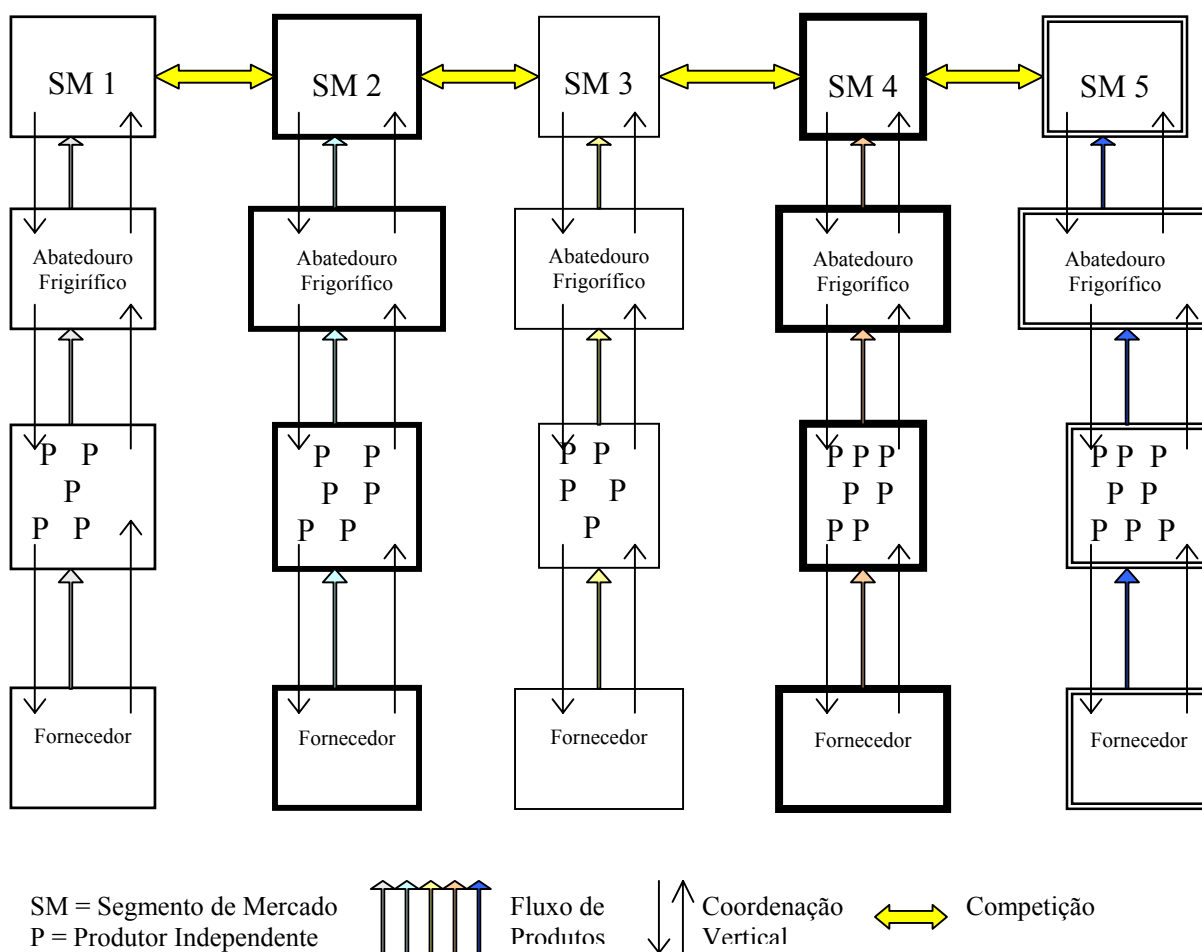 SM 1
SM 2
SM 3
SM 4
SM 5
Abatedouro
Frigirífico
Abatedouro
Frigorífico
Abatedouro
Frigorífico
Abatedouro
Frigorífico
Abatedouro
Frigorífico
P P
P
P P
P P
P P
P P
P P
P P
P
P P P
P P
P P
P P P
P P
P P P
Fornecedor
Fornecedor
Fornecedor
Fornecedor
Fornecedor
SM = Segmento de Mercado
P = Produtor Independente
Fluxo de
Produtos
Coordenação
Vertical
Competição